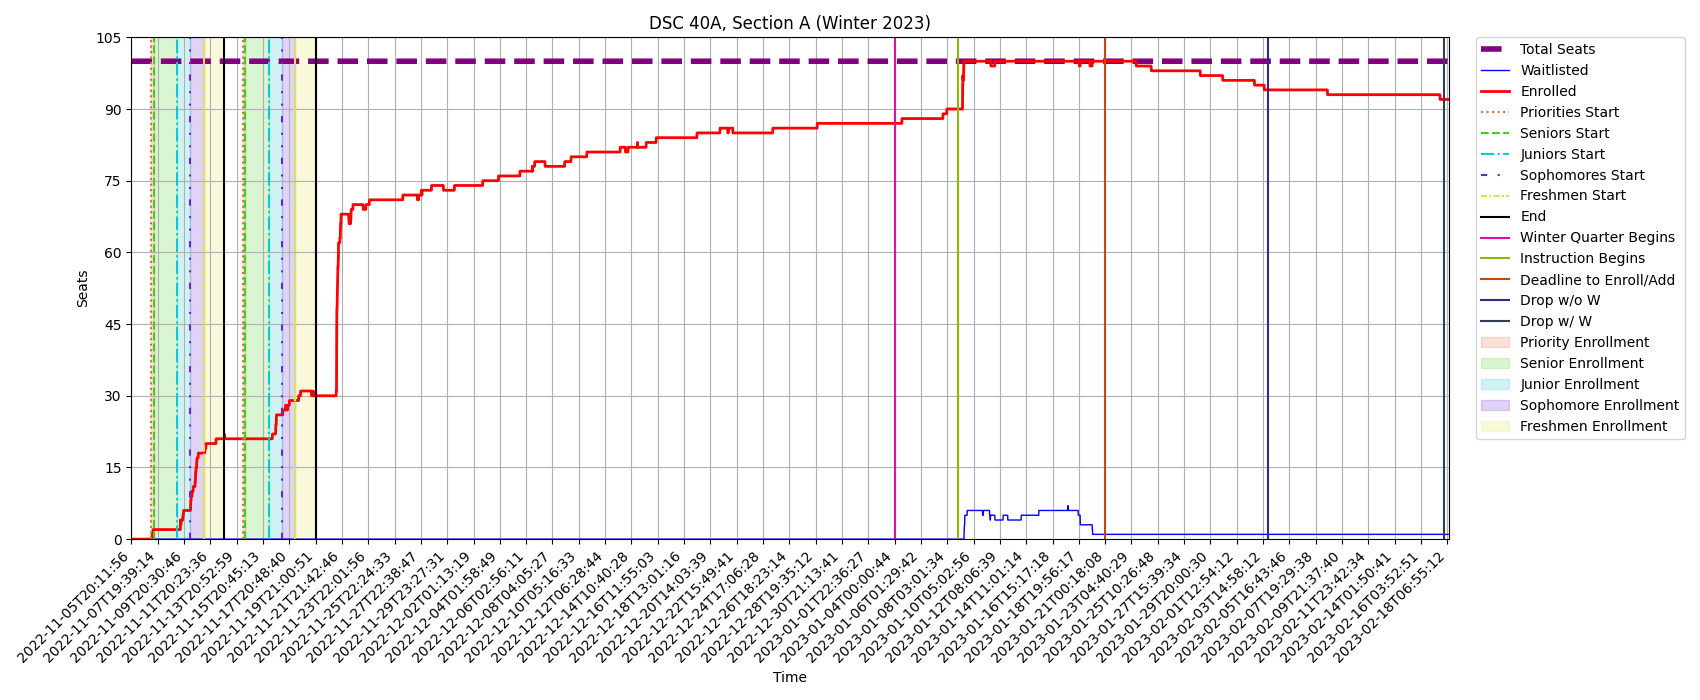 DSC 40A, Section A (Winter 2023)
Seats
105
90
75
60
45
30
15
0
2022-11-05T20:11:56
2022-11-07T19:39:14
2022-11-09T20:30:46
2022-11-11T20:23:36
2022-11-13T20:52:59
2022-11-15T20:45:13
2022-11-17T20:48:40
2022-11-19T21:00:51
2022-11-21T21:42:46
2022-11-23T22:01:56
2022-11-25T22:24:33
2022-11-27T22:38:47
2022-11-29T23:27:31
2022-12-02T01:13:19
2022-12-04T01:58:49
2022-12-06T02:56:11
2022-12-08T04:05:27
2022-12-10T05:16:33
2022-12-12T06:28:44
2022-12-14T10:40:28
2022-12-16T11:55:03
2022-12-18T13:01:16
2022-12-20T14:03:39
2022-12-22T15:49:41
2022-12-24T17:06:28
2022-12-26T18:23:14
2022-12-28T19:35:12
2022-12-30T21:13:41
2023-01-01T22:36:27
2023-01-04T00:00:44
2023-01-06T01:29:42
2023-01-08T03:01:34
2023-01-10T05:02:56
2023-01-12T08:06:39
2023-01-14T11:01:14
2023-01-16T15:17:18
2023-01-18T19:56:17
2023-01-21T00:18:08
2023-01-23T04:40:29
2023-01-25T10:26:48
2023-01-27T15:39:34
2023-01-29T20:00:30
2023-02-01T12:54:12
2023-02-03T14:58:12
2023-02-05T16:43:46
2023-02-07T19:29:38
2023-02-09T21:37:40
2023-02-11T23:42:34
2023-02-14T01:50:41
2023-02-16T03:52:51
2023-02-18T06:55:12
Time
Total Seats
Waitlisted
Enrolled
Priorities Start
Seniors Start
Juniors Start
Sophomores Start
Freshmen Start
End
Winter Quarter Begins
Instruction Begins
Deadline to Enroll/Add
Drop w/o W
Drop w/ W
Priority Enrollment
Senior Enrollment
Junior Enrollment
Sophomore Enrollment
Freshmen Enrollment